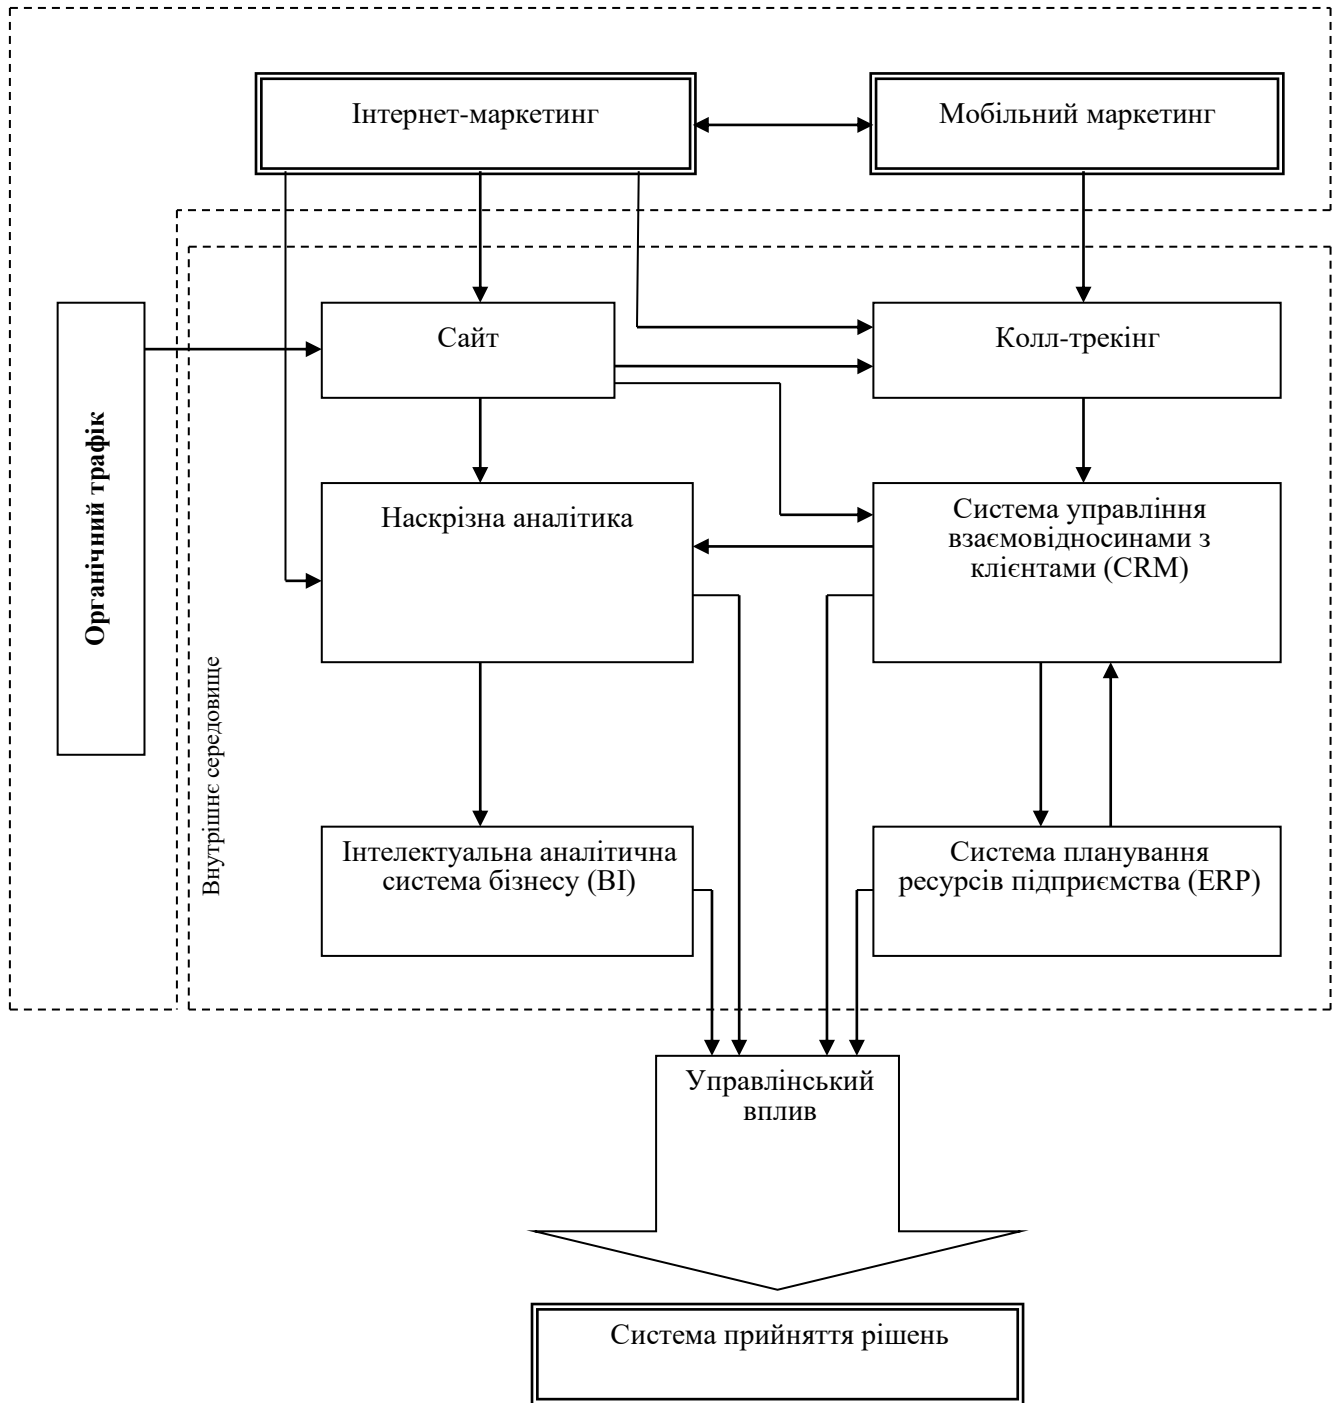 Інтернет-маркетинг
Мобільний маркетинг
Сайт
Колл-трекінг
Органічний трафік
Наскрізна аналітика
Система управління
взаємовідносинами з
клієнтами (CRM)
Внутрішнє середовище
Інтелектуальна аналітична
система бізнесу (BI)
Система планування
ресурсів підприємства (ERP)
Управлінський
вплив
Система прийняття рішень